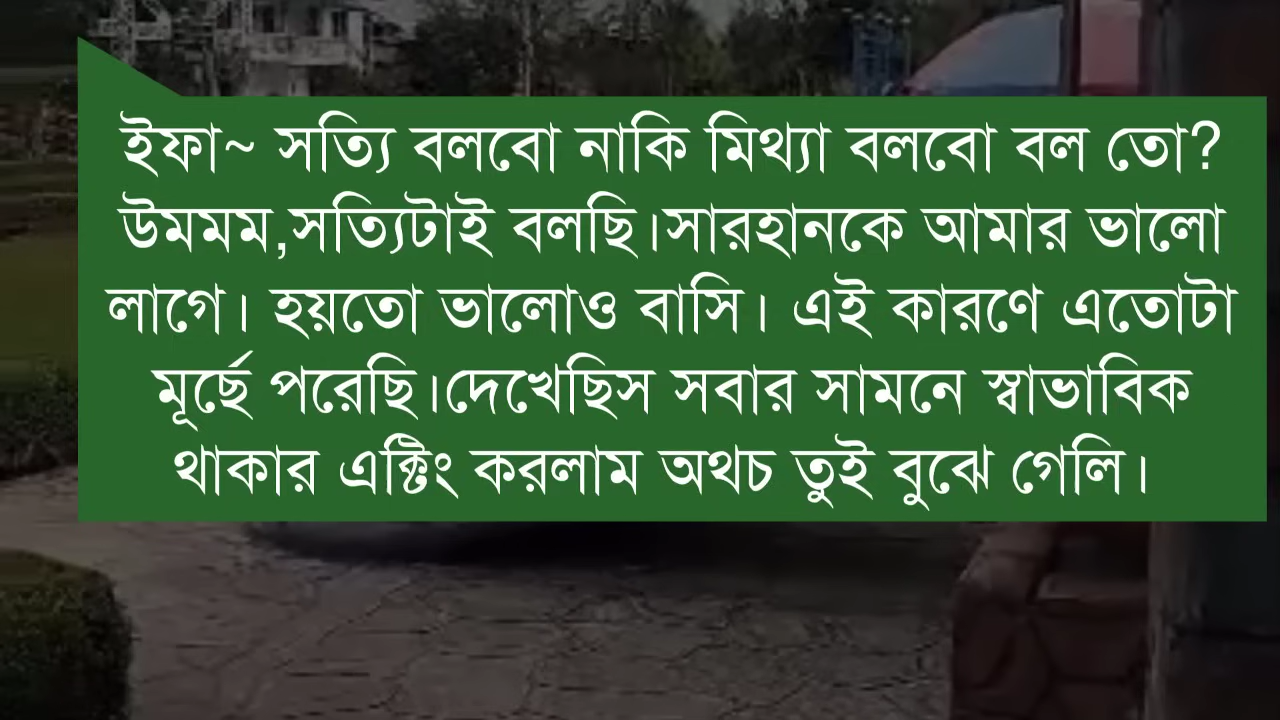 ইফা~ সত্যি বলবো নাকি মিথ্যা বলবো বল তো?
উমমম,সত্যিটাই বলছি।সারহানকে আমার ভালো
লাগে। হয়তো ভালোও বাসি। এই কারণে এতোটা
মূর্ছে পরেছি।দেখেছিস সবার সামনে স্বাভাবিক
থাকার এক্টিং করলাম অথচ তুই বুঝে গেলি।